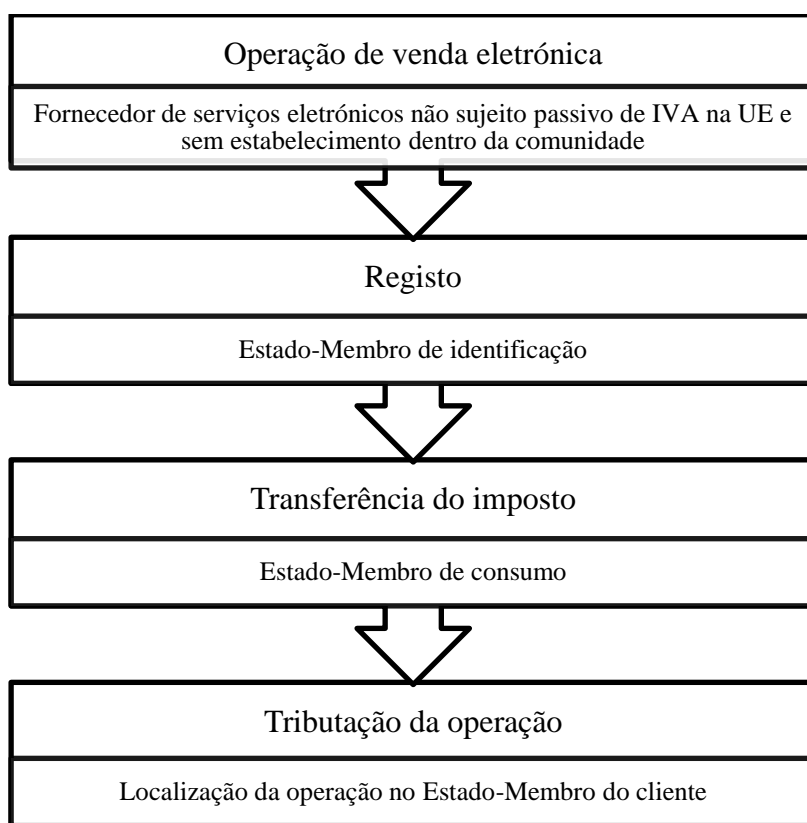 Operação de venda eletrónica
Fornecedor de serviços eletrónicos não sujeito passivo de IVA na UE e
sem estabelecimento dentro da comunidade
Registo
Estado-Membro de identificação
Transferência do imposto
Estado-Membro de consumo
Tributação da operação
Localização da operação no Estado-Membro do cliente